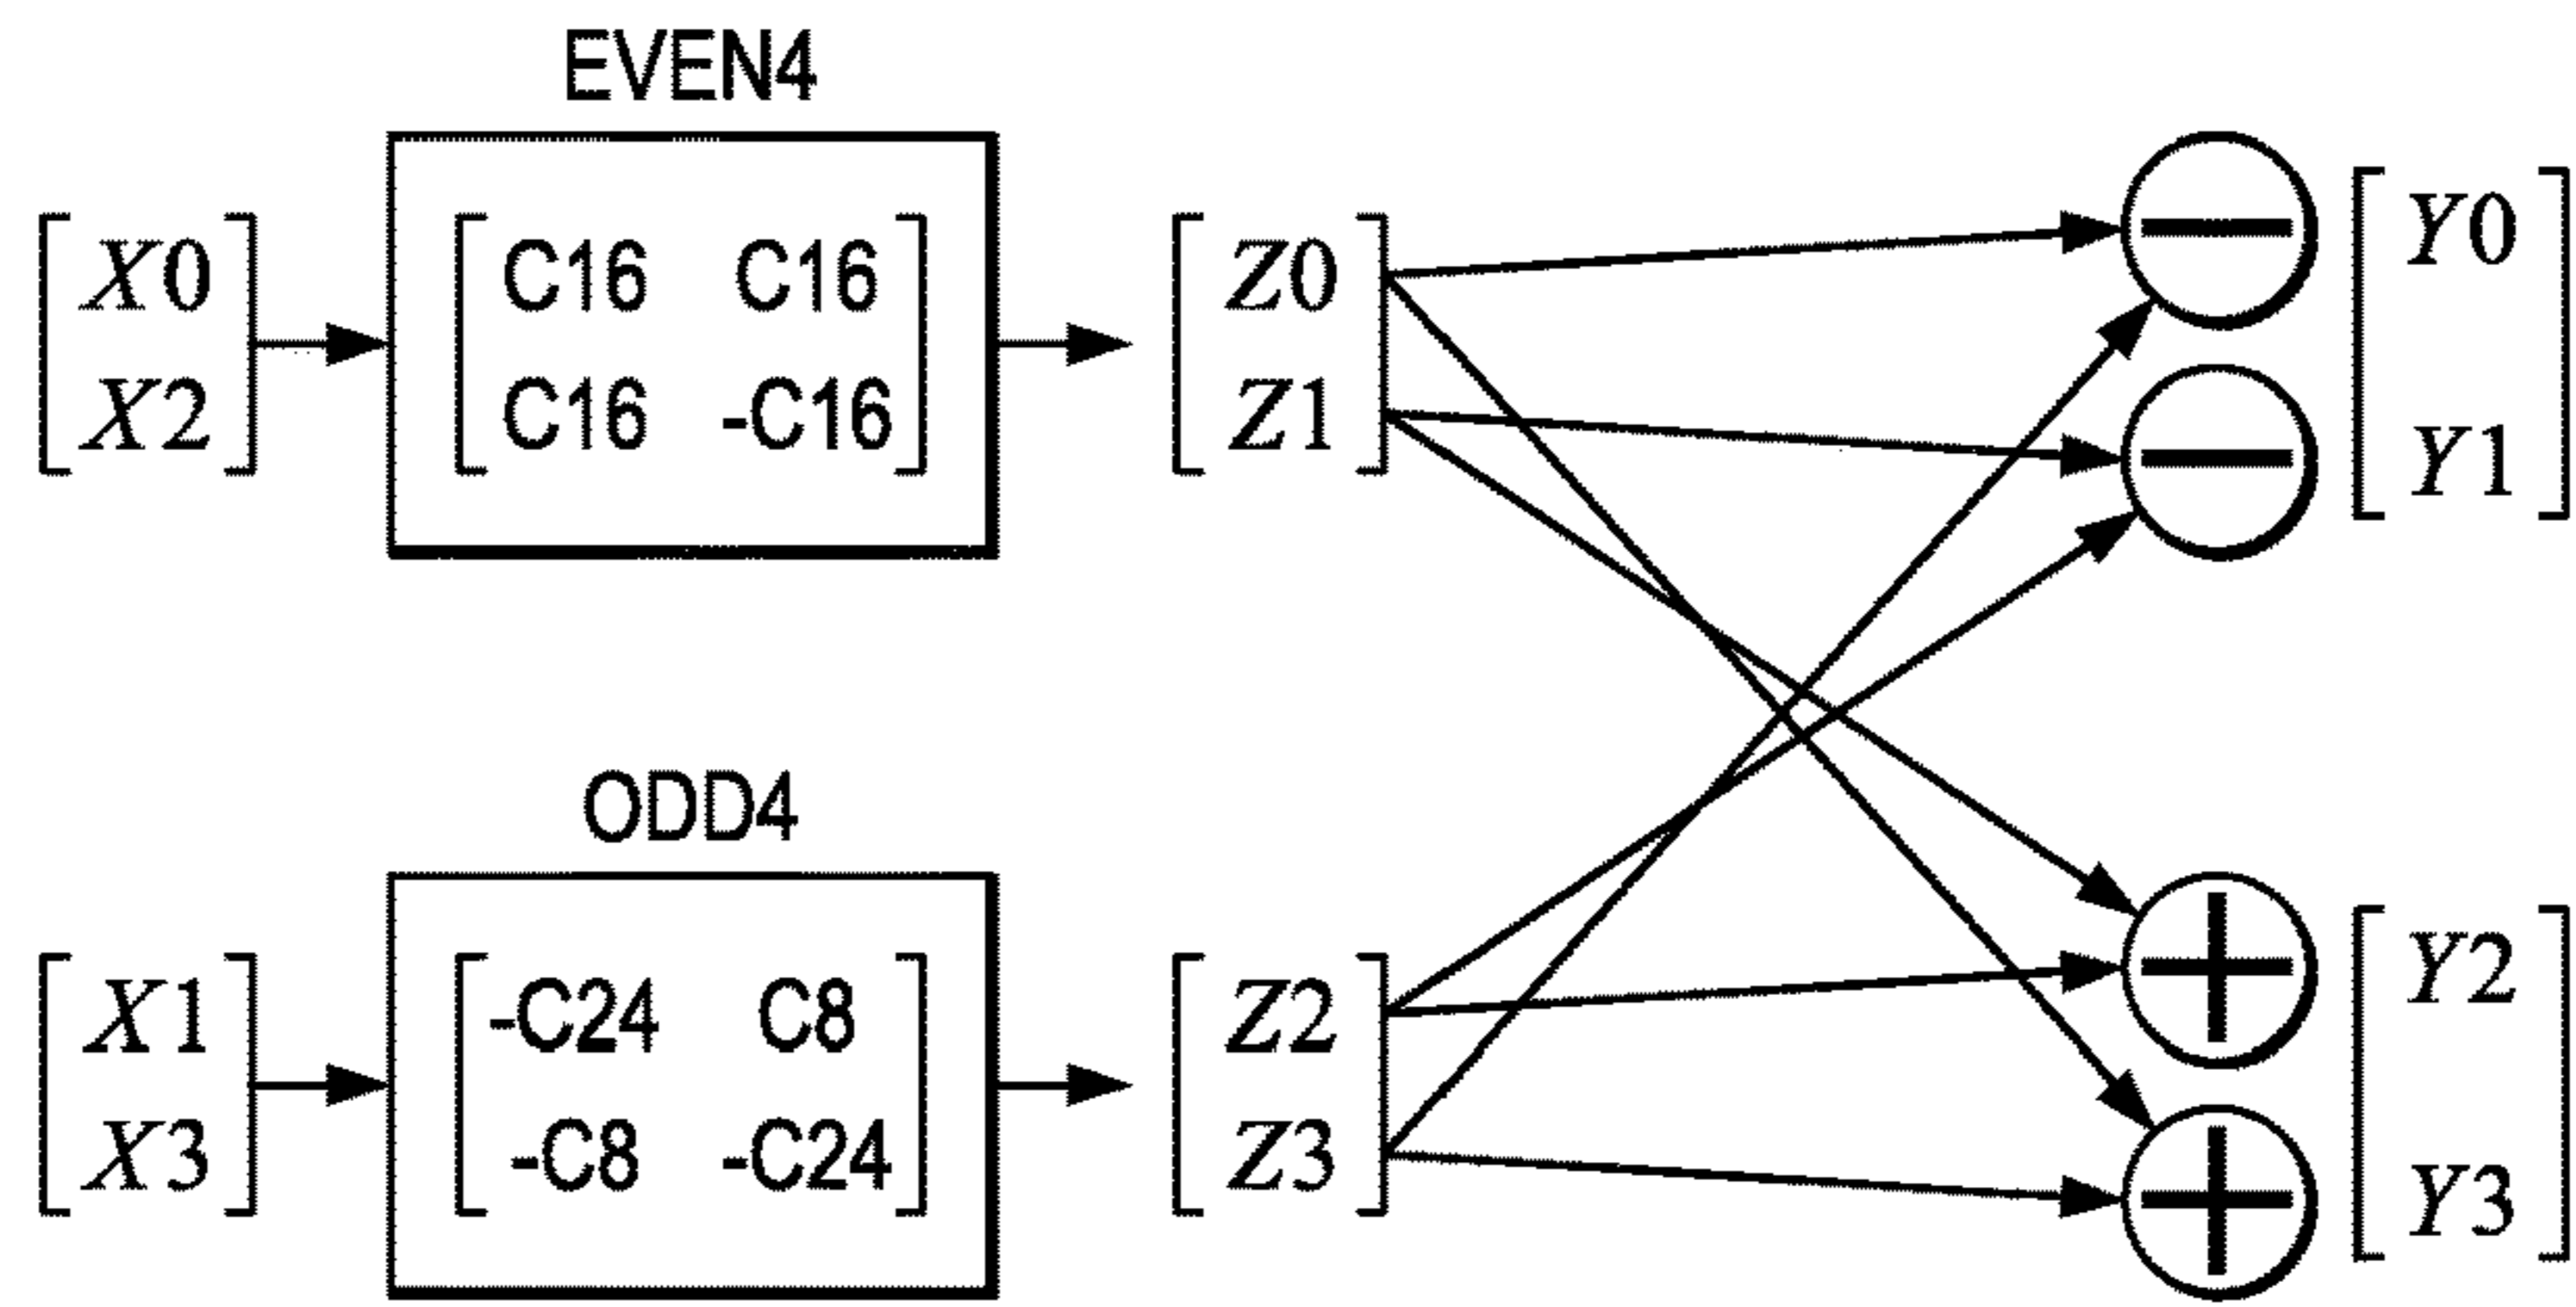 EVEN4
X0
X2
C16 C16
C16 -C16
Z0
Z1
Y0
Y1
ODD4
X1
X3
-C24 C8
-C8 -C24
Z2
Z3
Y2
Y3